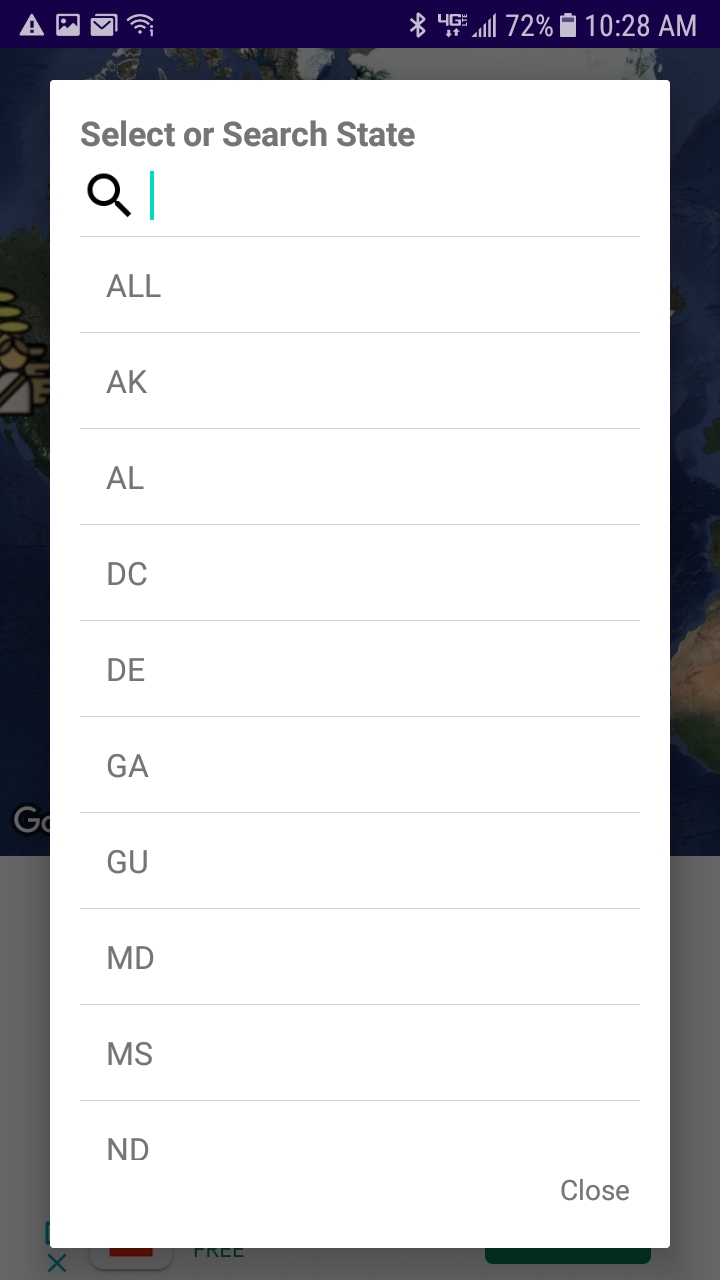 4G LTE 72% 10:28 AM
Select or Search State
ALL
AK
AL
DC
DE
GA
GU
MD
MS
ND
Close
Go
FREE